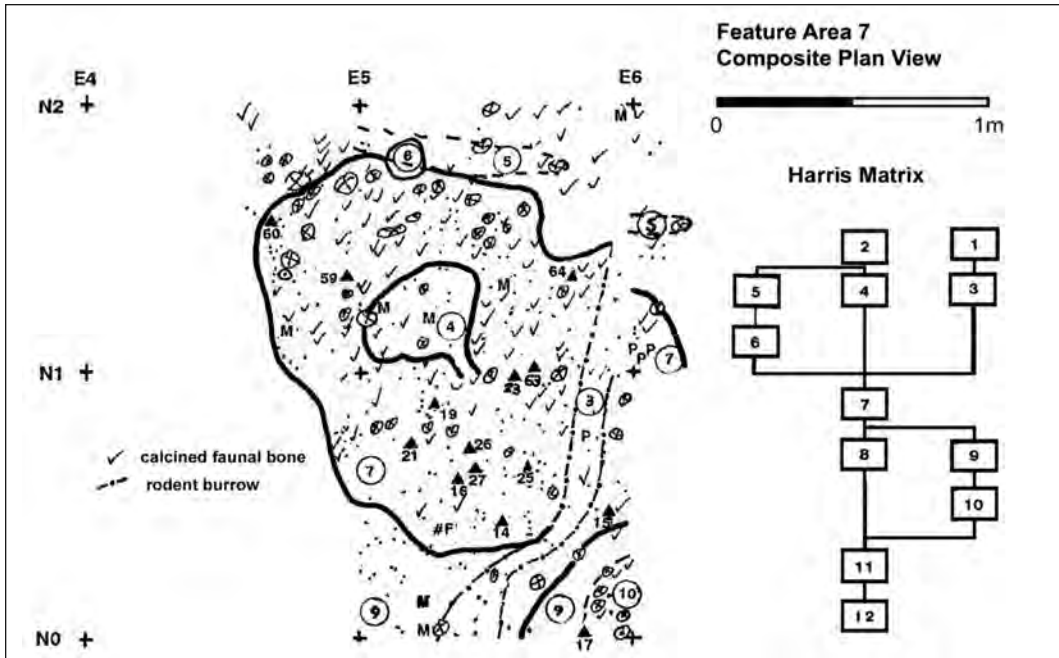 Feature Area 7
Composite Plan View
0 1m
E4 E5 E6
N2
M
6
5
60
5
59
64
M
M
M
M
4
P P P
7
N1
23 63
3
19
P
21
26
27
25
16
7
15
#F
14
✓ calcined faunal bone
rodent burrow
M
9
9
10
M
17
N0
Harris Matrix
2 1
5 4 3
6
7
8 9
10
11
12